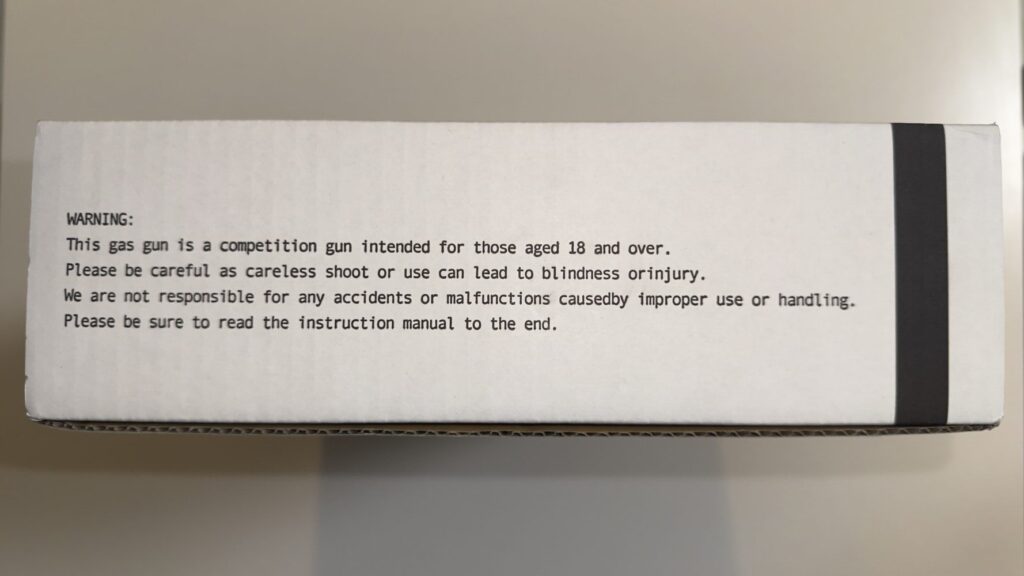 WARNING:
This gas gun is a competition gun intended for those aged 18 and over.
Please be careful as careless shoot or use can lead to blindness orinjury.
We are not responsible for any accidents or malfunctions causedby improper use or handling.
Please be sure to read the instruction manual to the end.